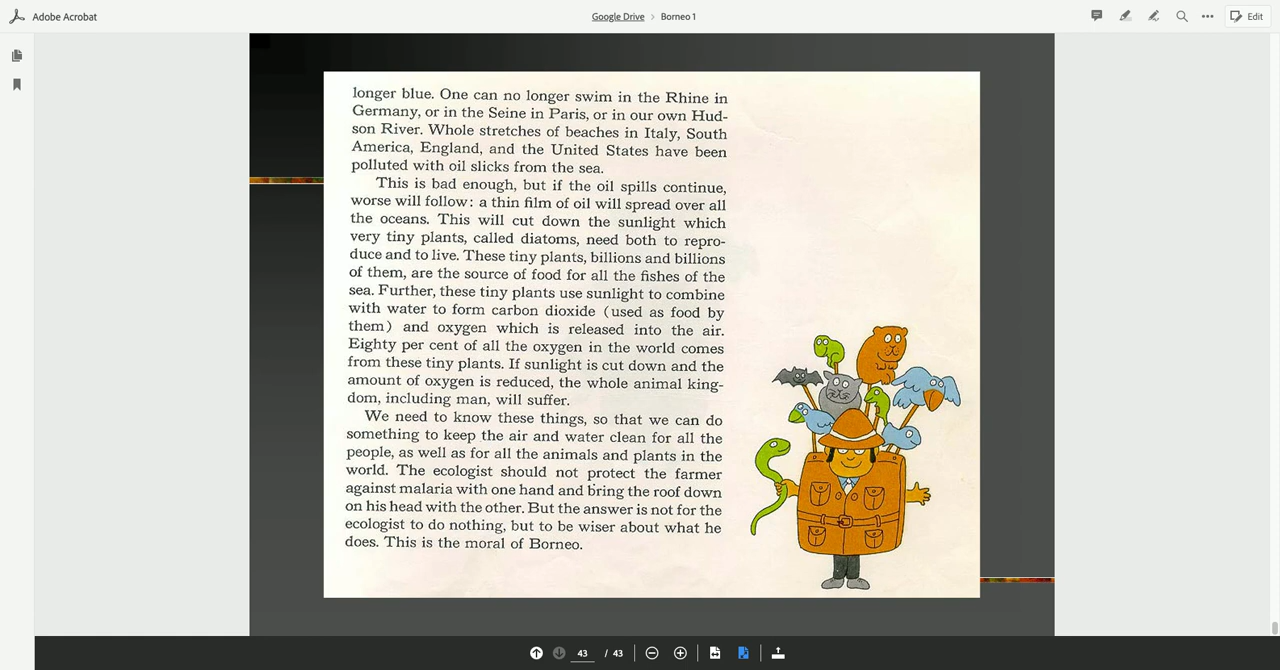 Adobe Acrobat
Google Drive > Borneo 1
Edit
longer blue. One can no longer swim in the Rhine in
Germany, or in the Seine in Paris, or in our own Hud-
son River. Whole stretches of beaches in Italy, South
America, England, and the United States have been
polluted with oil slicks from the sea.
This is bad enough, but if the oil spills continue,
worse will follow: a thin film of oil will spread over all
the oceans. This will cut down the sunlight which
very tiny plants, called diatoms, need both to repro-
duce and to live. These tiny plants, billions and billions
of them, are the source of food for all the fishes of the
sea. Further, these tiny plants use sunlight to combine
with water to form carbon dioxide (used as food by
them) and oxygen which is released into the air.
Eighty per cent of all the oxygen in the world comes
from these tiny plants. If sunlight is cut down and the
amount of oxygen is reduced, the whole animal king-
dom, including man, will suffer.
We need to know these things, so that we can do
something to keep the air and water clean for all the
people, as well as for all the animals and plants in the
world. The ecologist should not protect the farmer
against malaria with one hand and bring the roof down
on his head with the other. But the answer is not for the
ecologist to do nothing, but to be wiser about what he
does. This is the moral of Borneo.
43 / 43